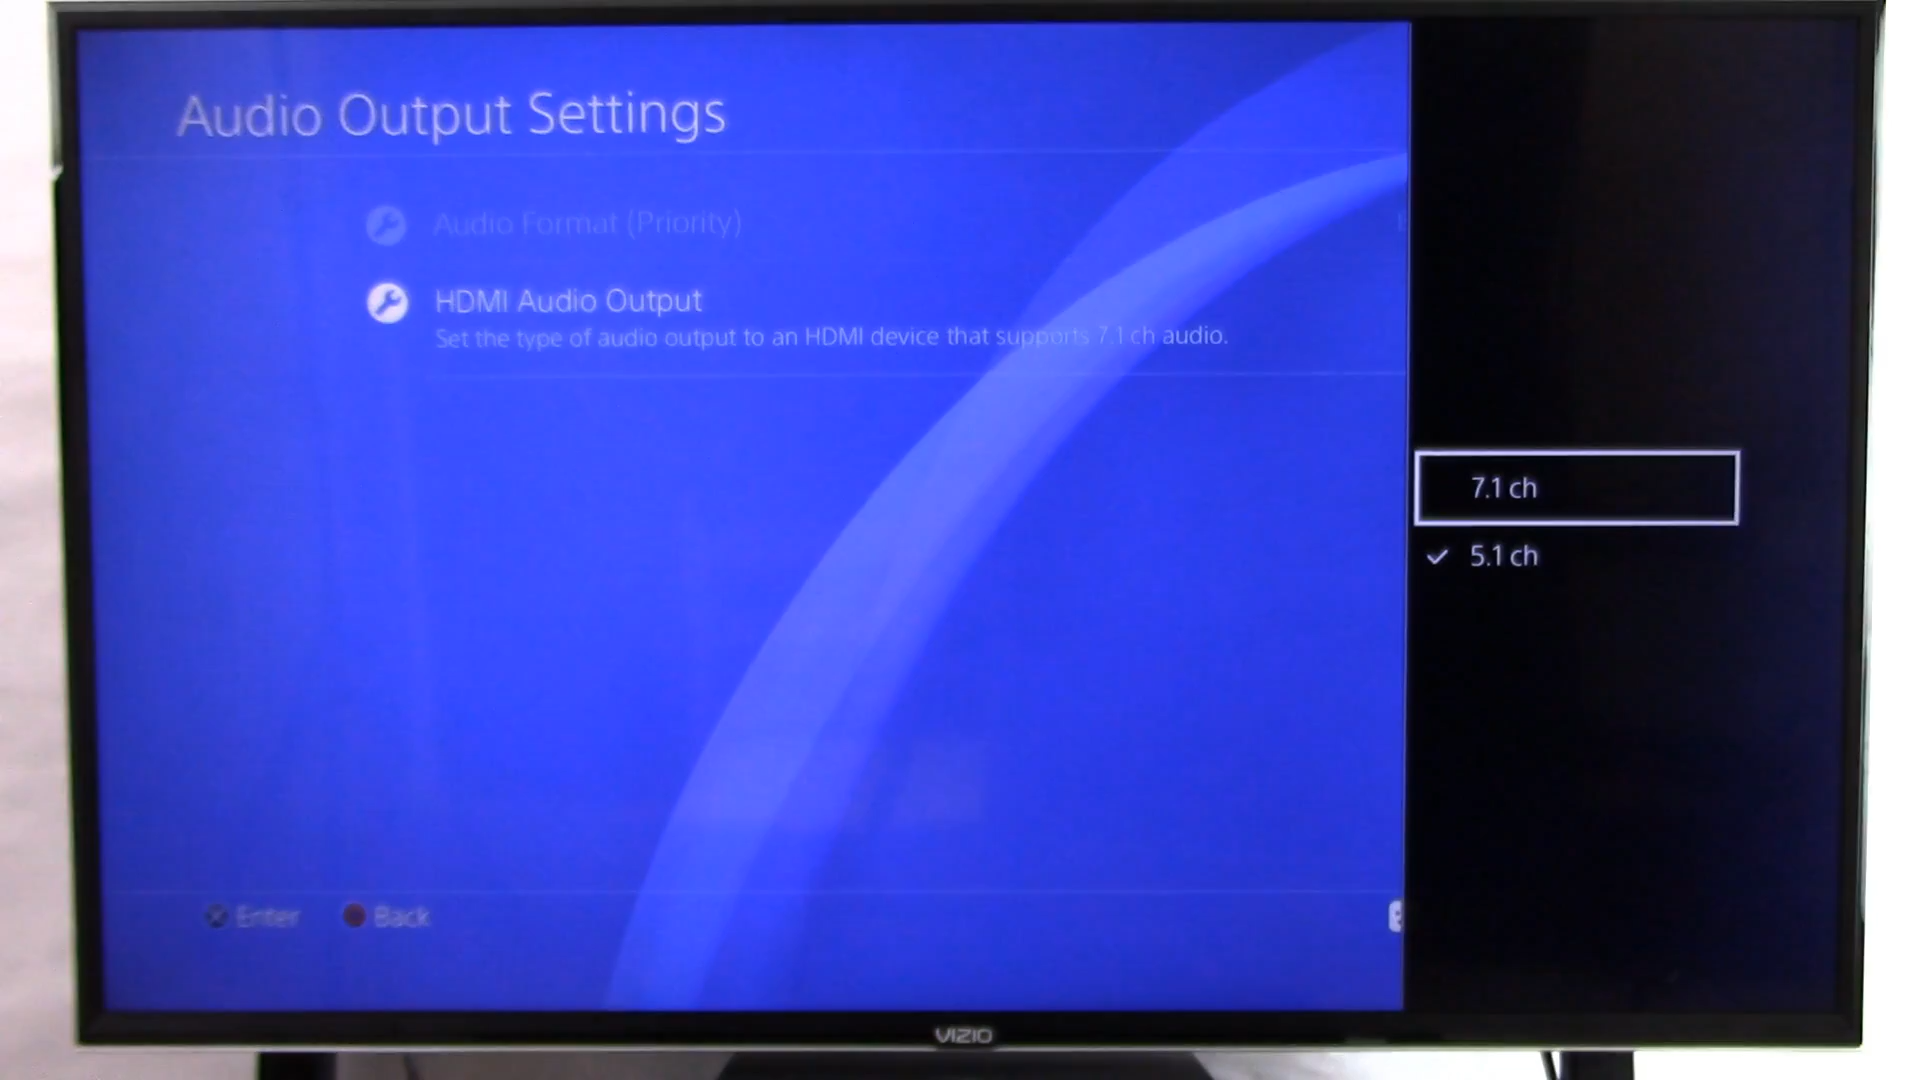 Audio Output Settings
Audio Format (Priority)
HDMI Audio Output
Set the type of audio output to an HDMI device that supports 7.1 ch audio.
7.1 ch
5.1 ch
Enter
Back
VIZIO